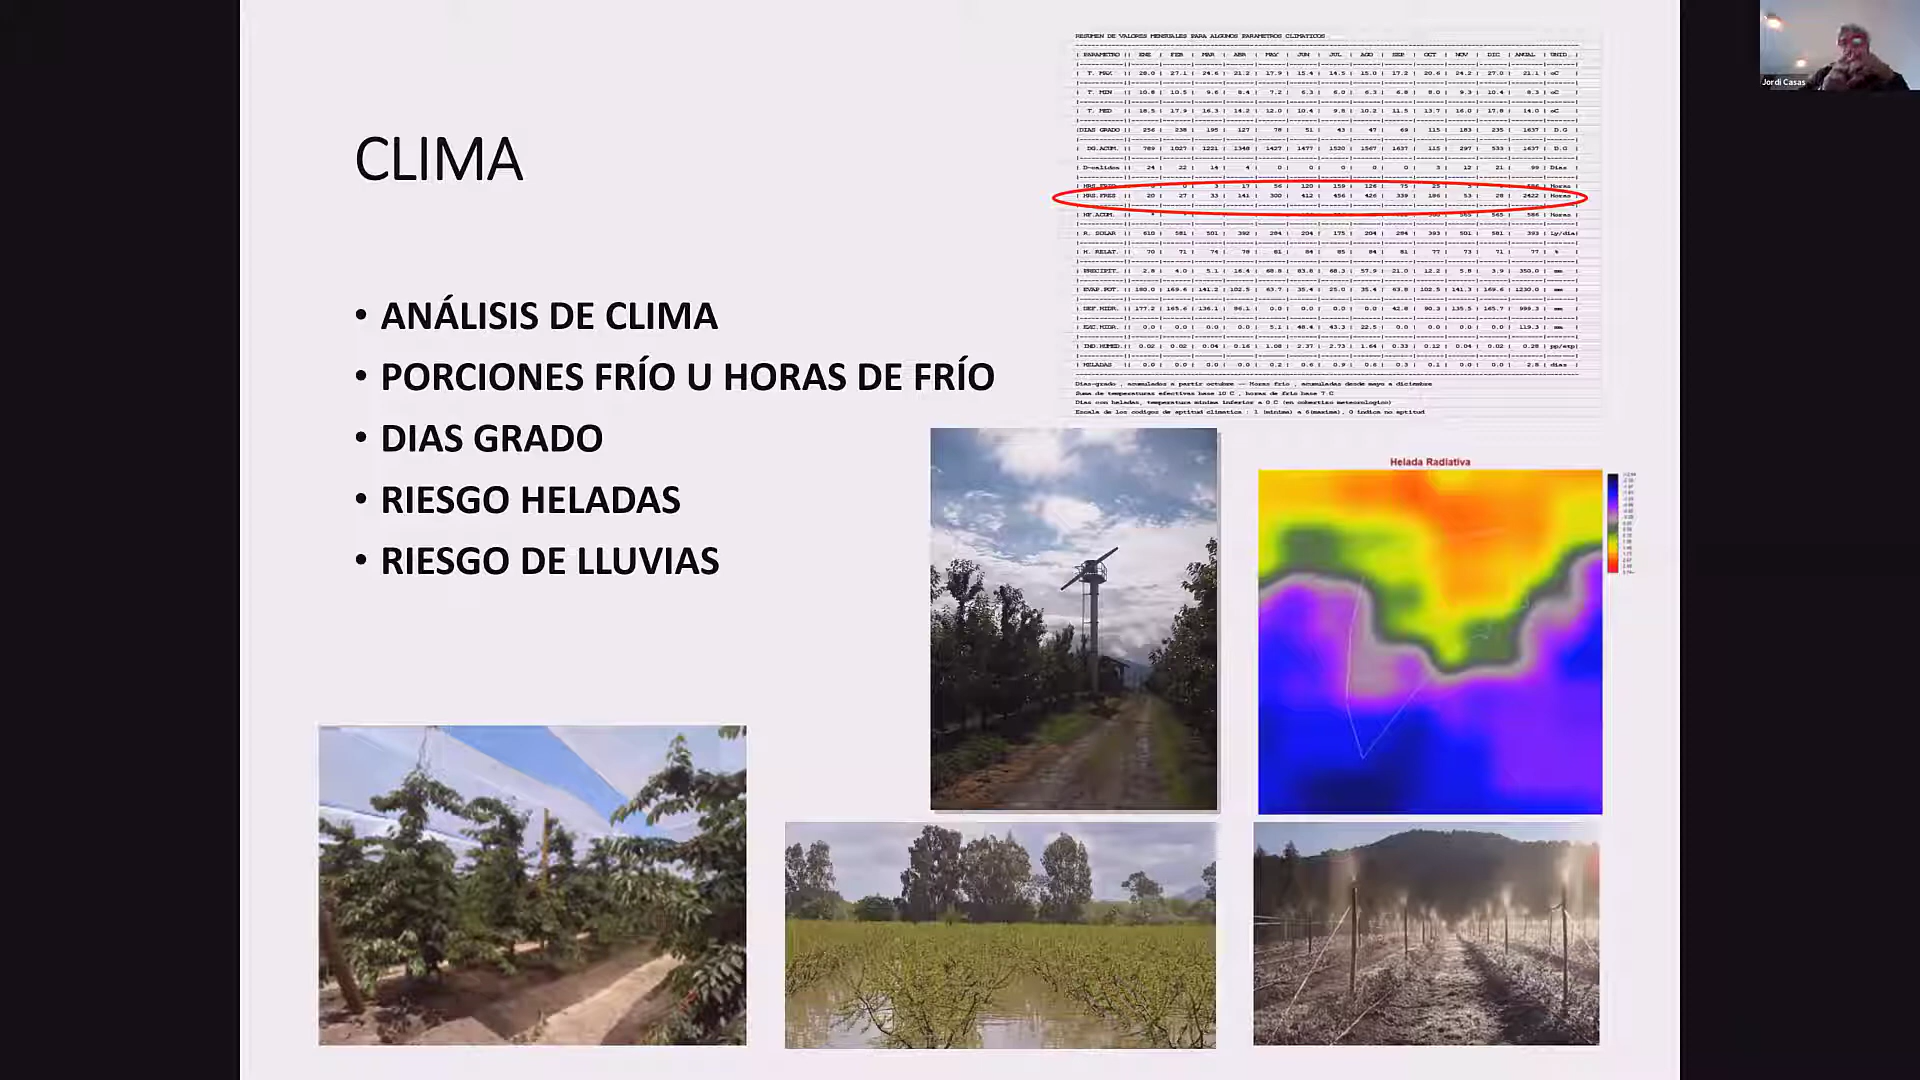 CLIMA
• ANÁLISIS DE CLIMA
• PORCIONES FRÍO U HORAS DE FRÍO
• DIAS GRADO
• RIESGO HELADAS
• RIESGO DE LLUVIAS
RESUMEN DE VALORES MENSUALES PARA ALGUNOS PARAMETROS CLIMATICOS
| PARAMETRO || ENE | FEB | MAR | ABR | MAY | JUN | JUL | AGO | SEP | OCT | NOV | DIC | ANUAL | UNID. |
| T. MAX || 28.0 | 27.1 | 24.6 | 21.2 | 17.9 | 15.4 | 14.5 | 15.0 | 17.2 | 20.6 | 24.2 | 27.0 | 21.1 | oC
| T. MIN || 10.8 | 10.5 | 9.6 | 8.4 | 7.2 | 6.3 | 6.0 | 6.3 | 6.8 | 8.0 | 9.3 | 10.4 | 8.3 | oC
| T. MED || 18.5 | 17.9 | 16.3 | 14.2 | 12.0 | 10.4 | 9.8 | 10.2 | 11.5 | 13.7 | 16.0 | 17.8 | 14.0 | oC
|DIAS GRADO || 256 | 238 | 195 | 127 | 78 | 51 | 43 | 47 | 69 | 115 | 183 | 235 | 1637 | D.G |
| DG.ACUM. || 789 | 1027 | 1221 | 1348 | 1427 | 1477 | 1520 | 1567 | 1637 | 115 | 297 | 533 | 1637 | D.G
| D-calidos || 24 | 22 | 14 | 4 | 0 | 0 | 0 | 0 | 0 | 3 | 12 | 21 | 99 | Dias |
| HRS.FRIO 0 | 3 | 17 | 56 | 120 | 159 | 126 | 75 | 25 | 586 | Horas
| HRS.FRES || 20 | 27 | 33 | 141 | 300 | 412 | 456 | 426 | 339 | 186 | 53 | 28 | 2422 | Horas
| HF.ACUM. 565 | 565 | 586 | Horas
| R. SOLAR || 610 | 581 | 501 | 392 | 284 | 204 | 175 | 204 | 284 | 393 | 501 | 581 | 393 | Ly/dia|
| H. RELAT. || 70 | 71 | 74 | 78 | 81 | 84 | 85 | 84 | 81 | 77 | 73 | 71 | 77 | %
| PRECIPIT. || 2.8 | 4.0 | 5.1 | 16.4 | 68.8 | 83.8 | 68.3 | 57.9 | 21.0 | 12.2 | 5.8 | 3.9 | 350.0 | mm
| EVAP.POT. || 180.0 | 169.6 | 141.2 | 102.5 | 63.7 | 35.4 | 25.0 | 35.4 | 63.8 | 102.5 | 141.3 | 169.6 | 1230.0 | mm
| DEF.HIDR. || 177.2 | 165.6 | 136.1 | 86.1 | 0.0 | 0.0 | 0.0 | 0.0 | 42.8 | 90.3 | 135.5 | 165.7 | 999.3 | mm
| EXC.HIDR. || 0.0 | 0.0 | 0.0 | 0.0 | 5.1 | 48.4 | 43.3 | 22.5 | 0.0 | 0.0 | 0.0 | 0.0 | 119.3 | mm
| IND.HUMED.|| 0.02 | 0.02 | 0.04 | 0.16 | 1.08 | 2.37 | 2.73 | 1.64 | 0.33 | 0.12 | 0.04 | 0.02 | 0.28 | pp/etp|
| HELADAS || 0.0 | 0.0 | 0.0 | 0.0 | 0.2 | 0.6 | 0.9 | 0.6 | 0.3 | 0.1 | 0.0 | 0.0 | 2.8 | dias |
Dias-grado , acumulados a partir octubre -- Horas frio , acumuladas desde mayo a diciembre
Suma de temperaturas efectivas base 10 C , horas de frio base 7 C
Dias con heladas, temperatura minima inferior a 0 C (en cobertizo meteorologico)
Escala de los codigos de aptitud climatica : 1 (minima) a 6(maxima), 0 indica no aptitud
Helada Radiativa
Jordi Casas